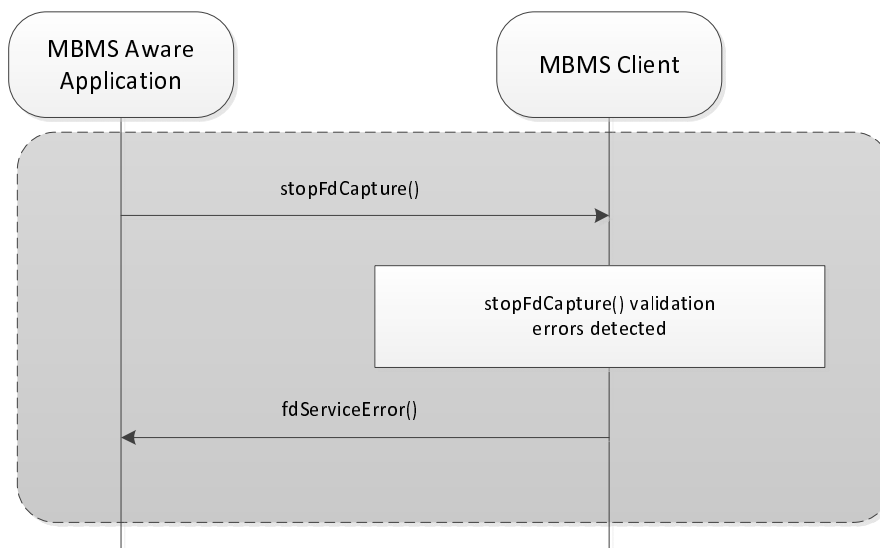 MBMS Aware
Application
MBMS Client
stopFdCapture()
stopFdCapture() validation
errors detected
fdServiceError()